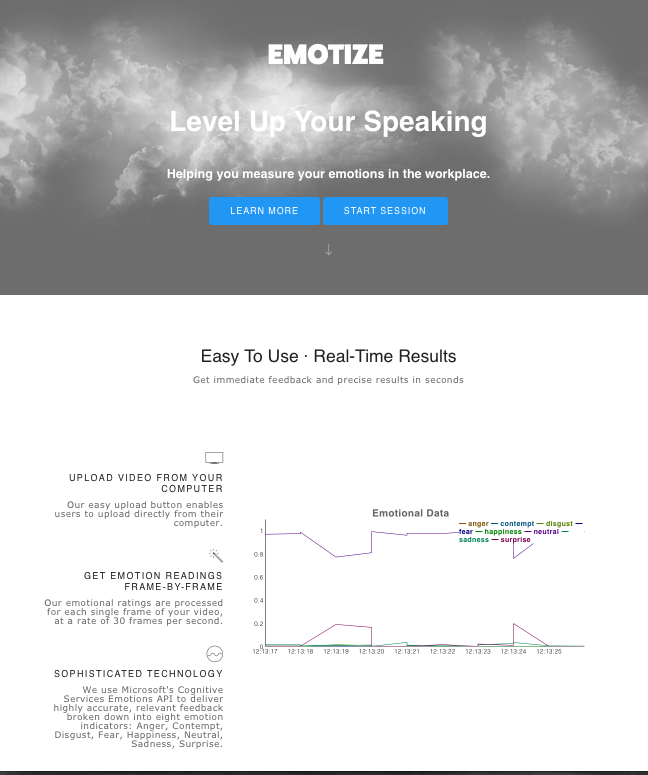 EMOTIZE
Level Up Your Speaking
Helping you measure your emotions in the workplace.
LEARN MORE
START SESSION
↓
Easy To Use · Real-Time Results
Get immediate feedback and precise results in seconds
UPLOAD VIDEO FROM YOUR
COMPUTER
Our easy upload button enables
users to upload directly from their
computer.
GET EMOTION READINGS
FRAME-BY-FRAME
Our emotional ratings are processed
for each single frame of your video,
at a rate of 30 frames per second.
SOPHISTICATED TECHNOLOGY
We use Microsoft's Cognitive
Services Emotions API to deliver
highly accurate, relevant feedback
broken down into eight emotion
indicators: Anger, Contempt,
Disgust, Fear, Happiness, Neutral,
Sadness, Surprise.
Emotional Data
— anger — contempt — disgust —
fear — happiness — neutral —
sadness — surprise
1
0.8
0.6
0.4
0.2
0
12:13:17 12:13:18 12:13:19 12:13:20 12:13:21 12:13:22 12:13:23 12:13:24 12:13:25